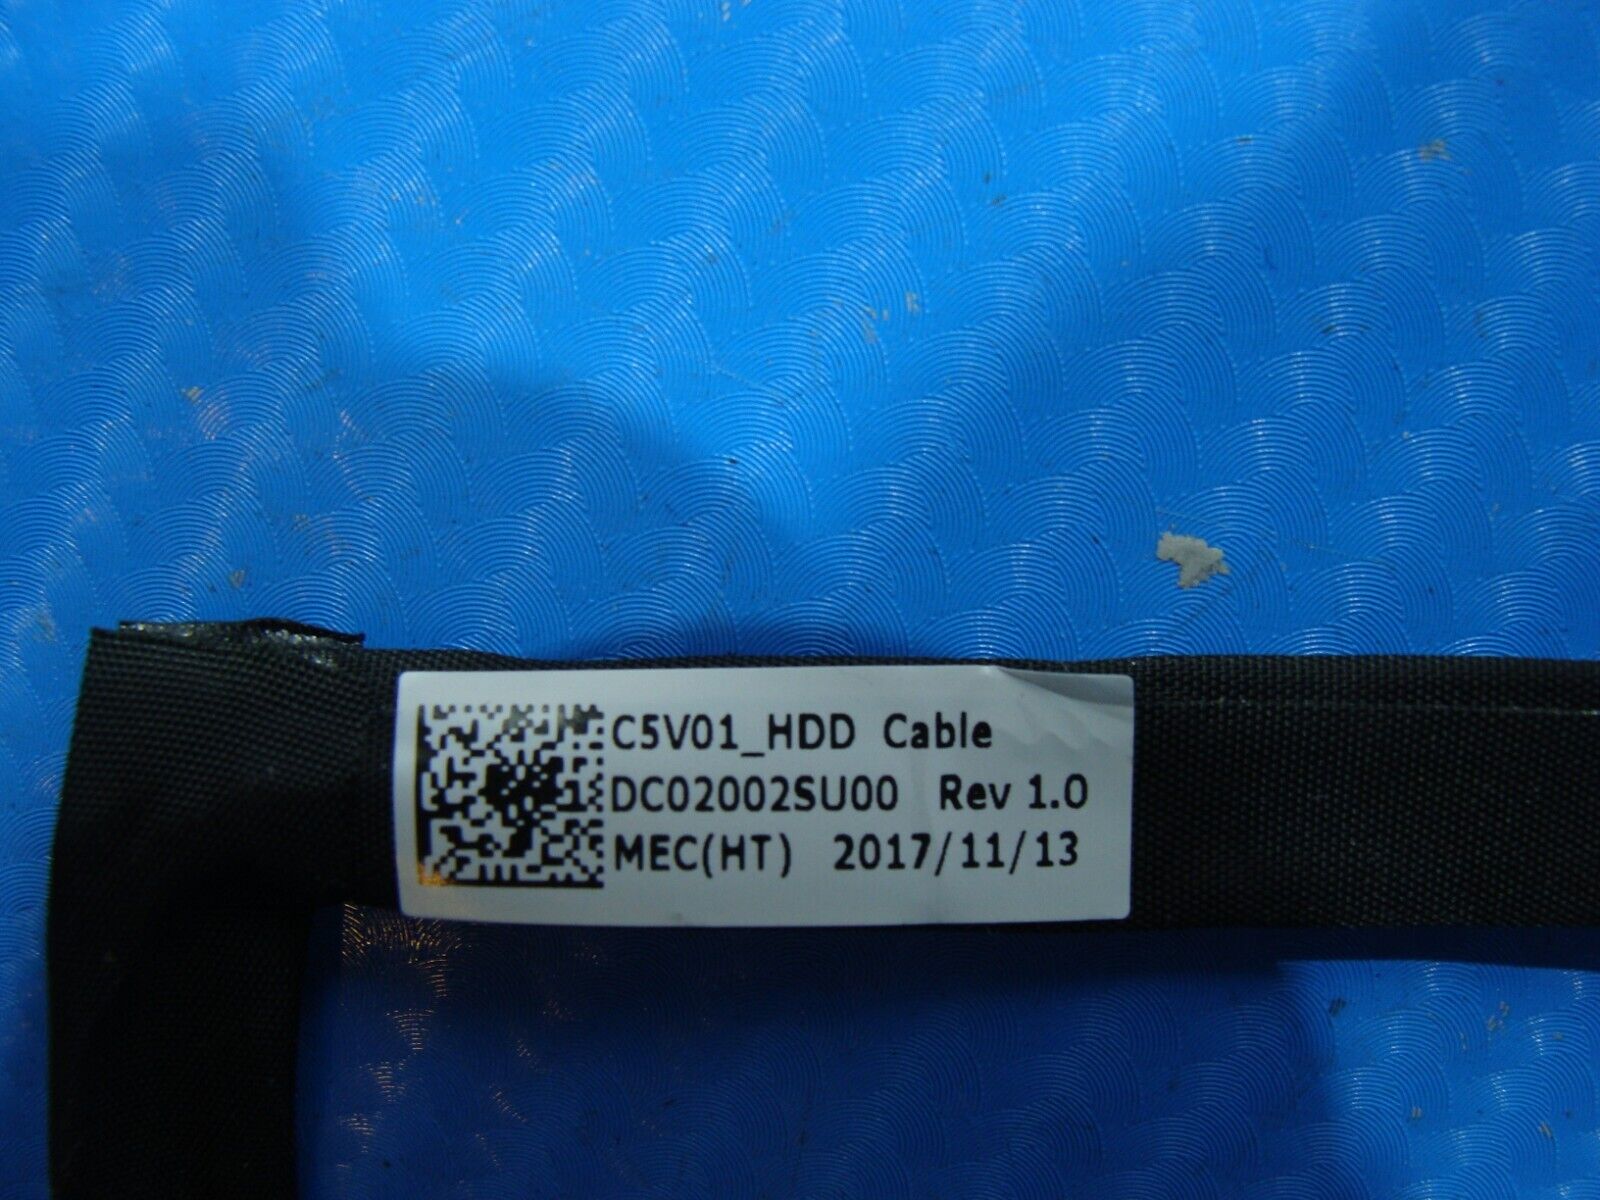 C5V01_HDD Cable
DC02002SU00 Rev 1.0
MEC(HT) 2017/11/13